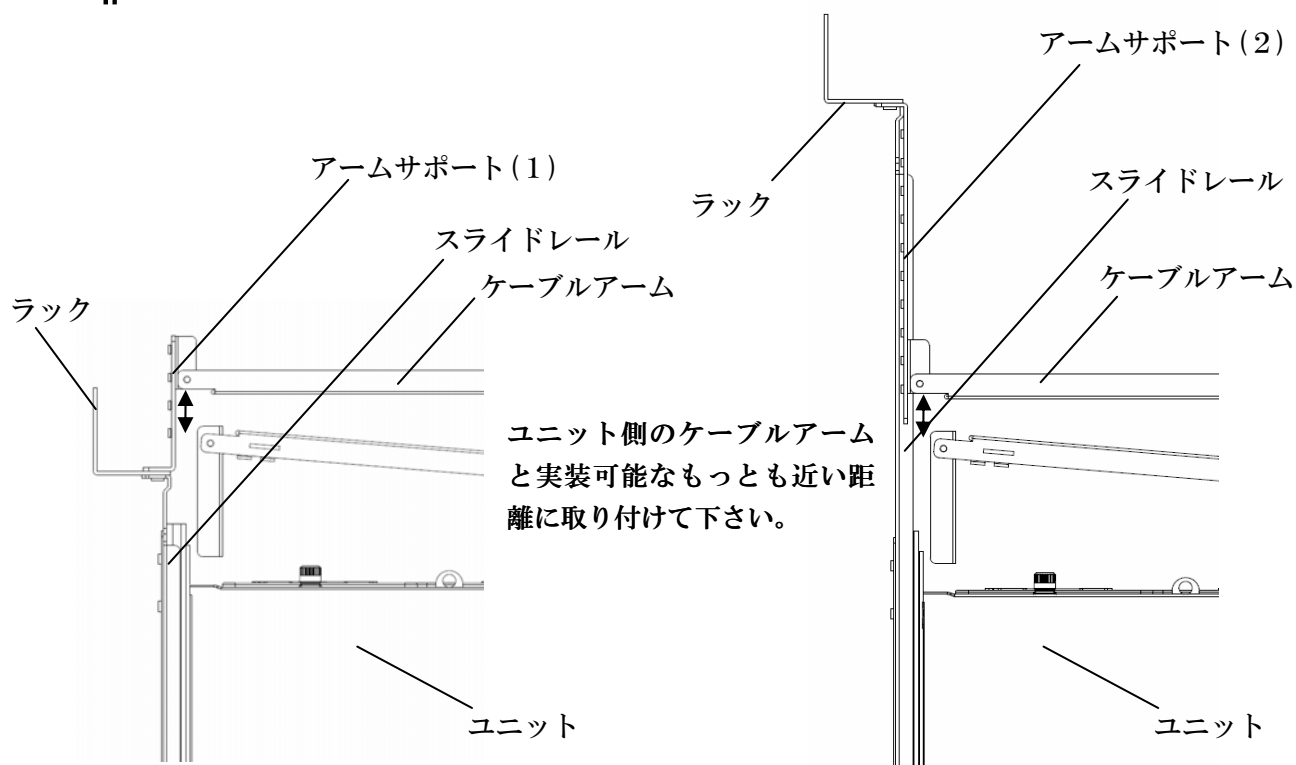 アームサポート(1)
スライドレール
ケーブルアーム
ラック
ユニット側のケーブルアーム
と実装可能なもっとも近い距
離に取り付けて下さい。
ユニット
アームサポート(2)
ラック
スライドレール
ケーブルアーム
ユニット